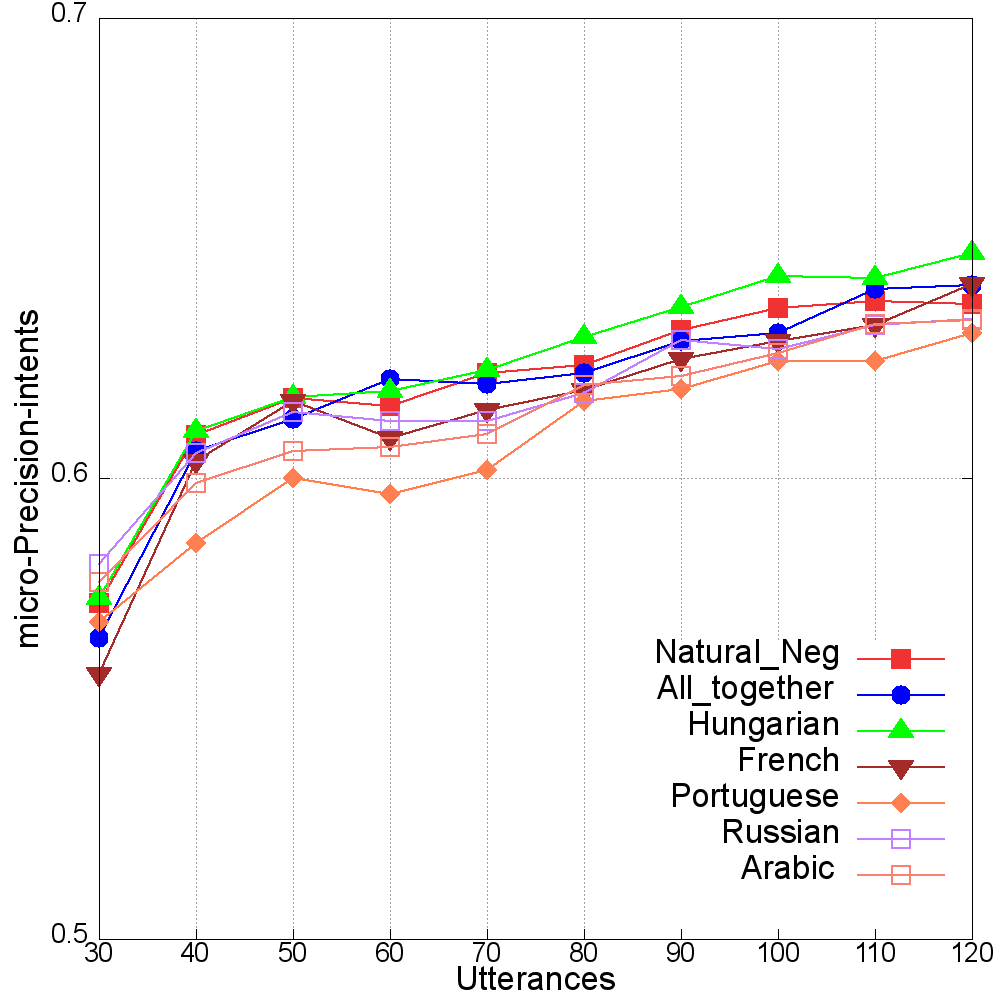 0.7
0.6
0.5
micro-Precision-intents
Natural_Neg
All_together
Hungarian
French
Portuguese
Russian
Arabic
30 40 50 60 70 80 90 100 110 120
Utterances